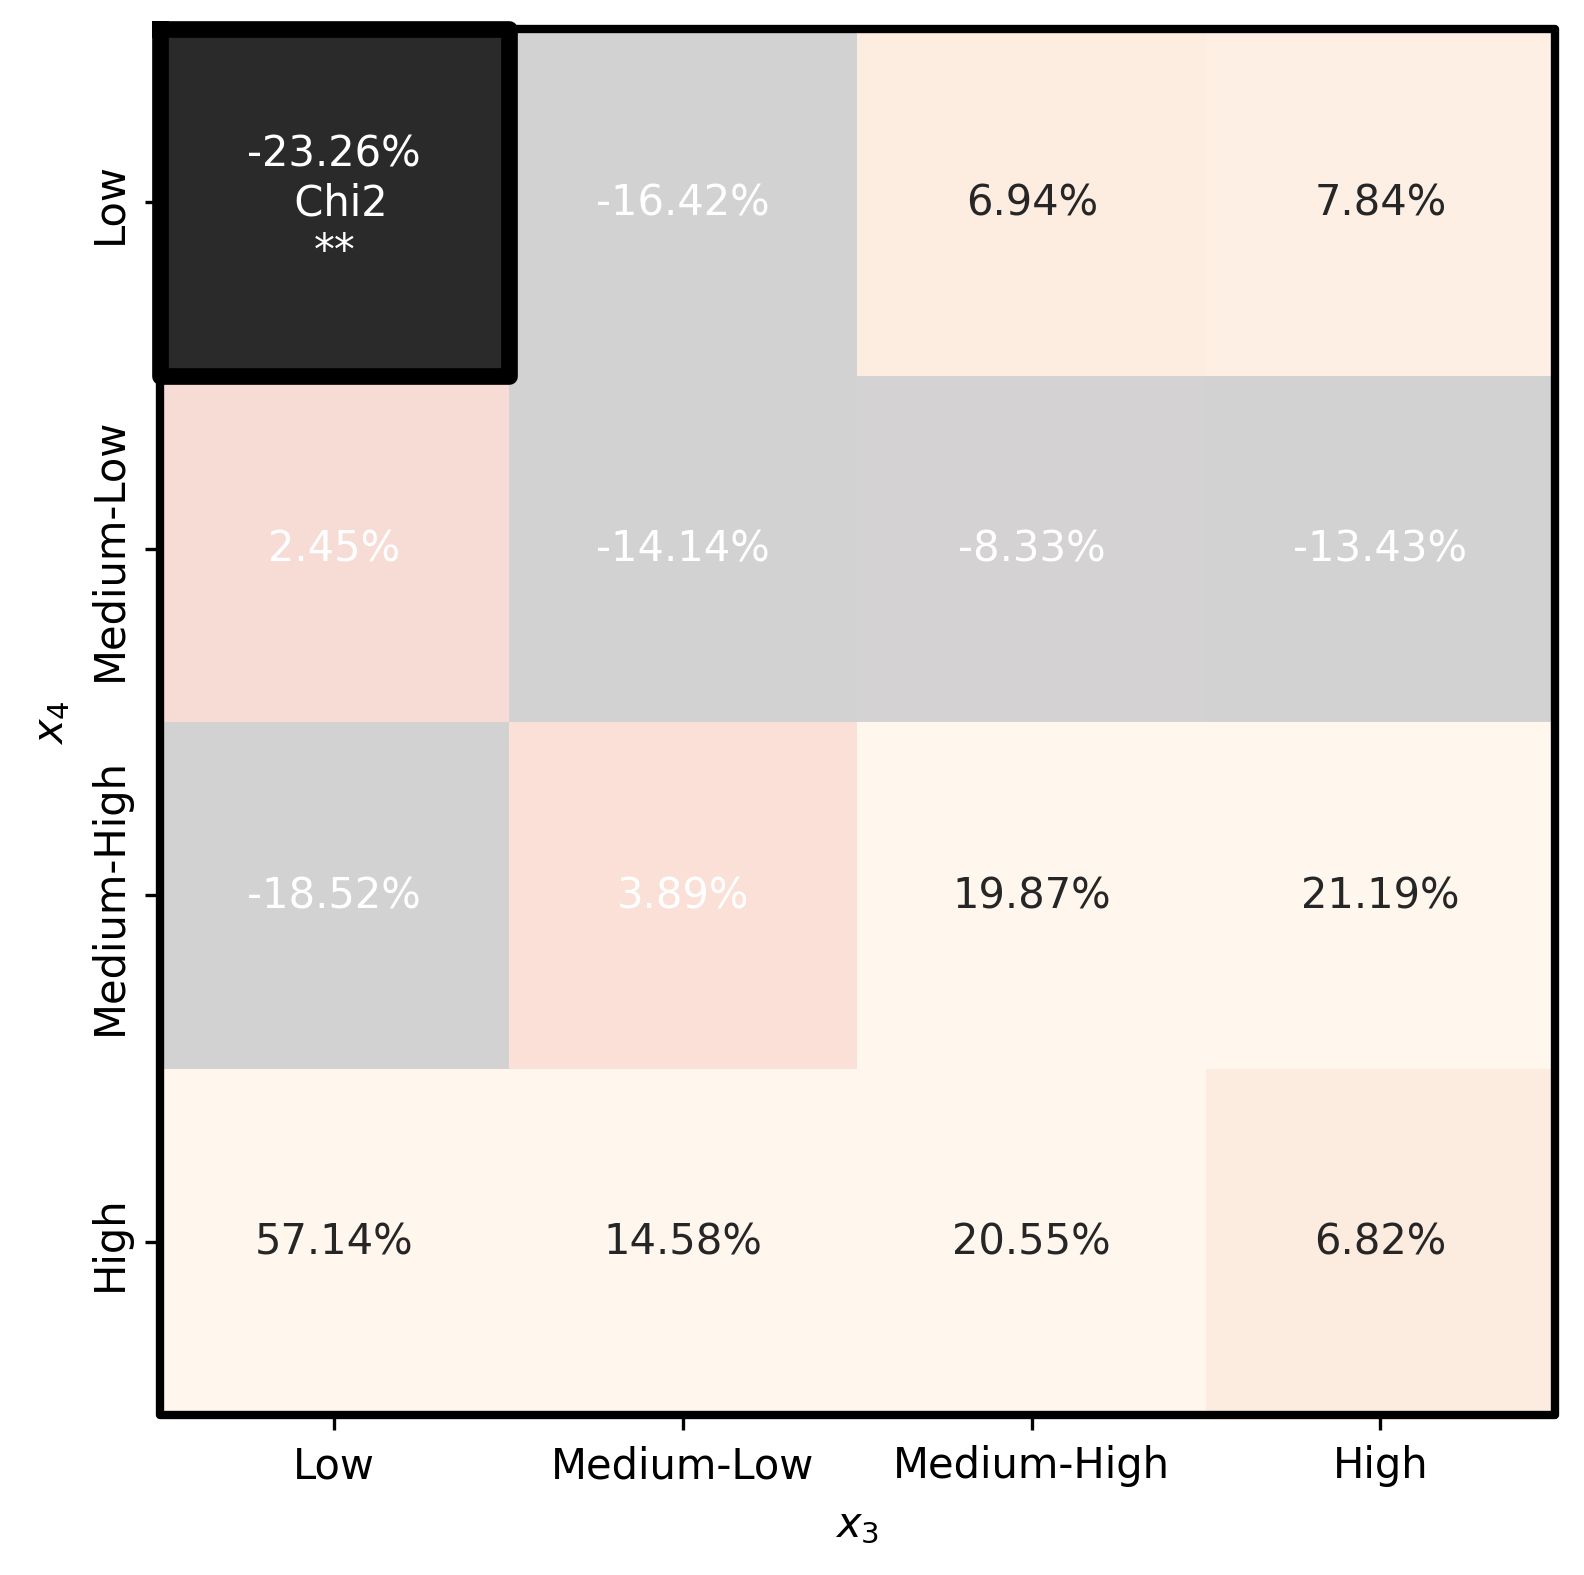 Low
-23.26%
Chi2
**
-16.42%
6.94%
7.84%
Medium-Low
2.45%
-14.14%
-8.33%
-13.43%
Medium-High
-18.52%
3.89%
19.87%
21.19%
High
57.14%
14.58%
20.55%
6.82%
x₄
Low
Medium-Low
Medium-High
High
x₃